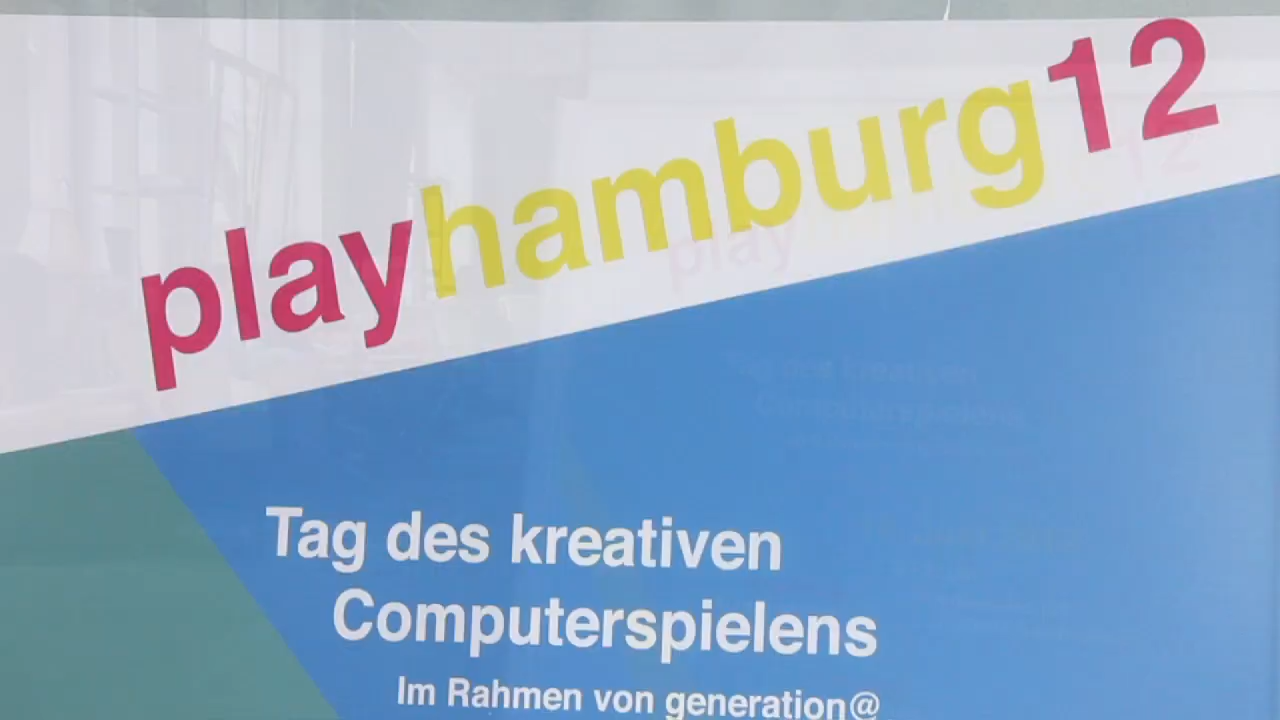 playhamburg12
Tag des kreativen
Computerspielens
Im Rahmen von generation@